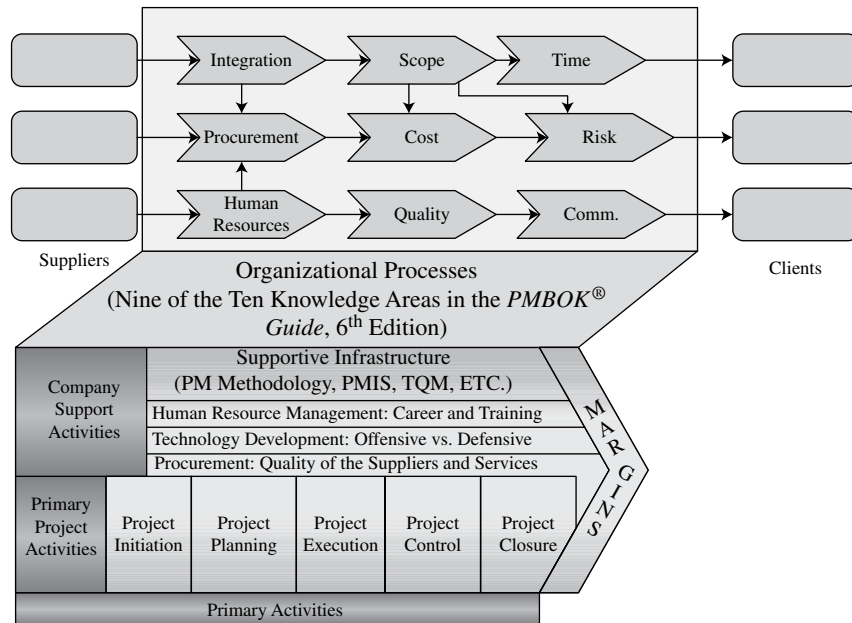 Integration
Scope
Time
Procurement
Cost
Risk
Human
Resources
Quality
Comm.
Suppliers
Clients
Organizational Processes
(Nine of the Ten Knowledge Areas in the PMBOK®
Guide, 6th Edition)
Company
Support
Activities
Supportive Infrastructure
(PM Methodology, PMIS, TQM, ETC.)
Human Resource Management: Career and Training
Technology Development: Offensive vs. Defensive
Procurement: Quality of the Suppliers and Services
MARGINS
Primary
Project
Activities
Project
Initiation
Project
Planning
Project
Execution
Project
Control
Project
Closure
Primary Activities